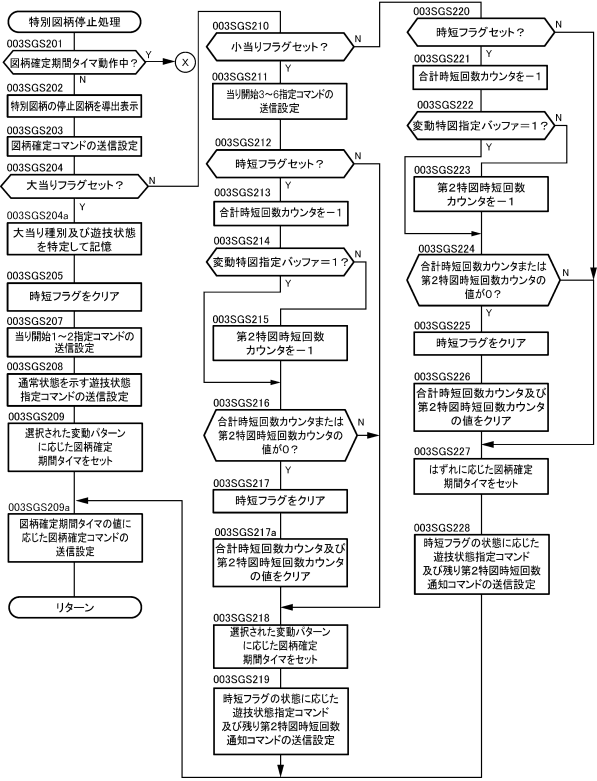 特別図柄停止処理
003SGS201
図柄確定期間タイマ動作中？
Y
X
N
003SGS202
特別図柄の停止図柄を導出表示
003SGS203
図柄確定コマンドの送信設定
003SGS204
大当りフラグセット？
N
Y
003SGS204a
大当り種別及び遊技状態
を特定して記憶
003SGS205
時短フラグをクリア
003SGS207
当り開始１～２指定コマンドの
送信設定
003SGS208
通常状態を示す遊技状態
指定コマンドの送信設定
003SGS209
選択された変動パターン
に応じた図柄確定
期間タイマをセット
003SGS209a
図柄確定期間タイマの値に
応じた図柄確定コマンドの
送信設定
リターン
003SGS210
小当りフラグセット？
N
Y
003SGS211
当り開始３～６指定コマンドの
送信設定
003SGS212
時短フラグセット？
N
Y
003SGS213
合計時短回数カウンタを－１
003SGS214
変動特図指定バッファ＝１？
N
Y
003SGS215
第２特図時短回数
カウンタを－１
003SGS216
合計時短回数カウンタまたは
第２特図時短回数カウンタの
値が０？
N
Y
003SGS217
時短フラグをクリア
003SGS217a
合計時短回数カウンタ及び
第２特図時短回数カウンタ
の値をクリア
003SGS218
選択された変動パターン
に応じた図柄確定
期間タイマをセット
003SGS219
時短フラグの状態に応じた
遊技状態指定コマンド
及び残り第２特図時短回数
通知コマンドの送信設定
003SGS220
時短フラグセット？
N
Y
003SGS221
合計時短回数カウンタを－１
003SGS222
変動特図指定バッファ＝１？
N
Y
003SGS223
第２特図時短回数
カウンタを－１
003SGS224
合計時短回数カウンタまたは
第２特図時短回数カウンタの
値が０？
N
Y
003SGS225
時短フラグをクリア
003SGS226
合計時短回数カウンタ及び
第２特図時短回数カウンタ
の値をクリア
003SGS227
はずれに応じた図柄確定
期間タイマをセット
003SGS228
時短フラグの状態に応じた
遊技状態指定コマンド
及び残り第２特図時短回数
通知コマンドの送信設定